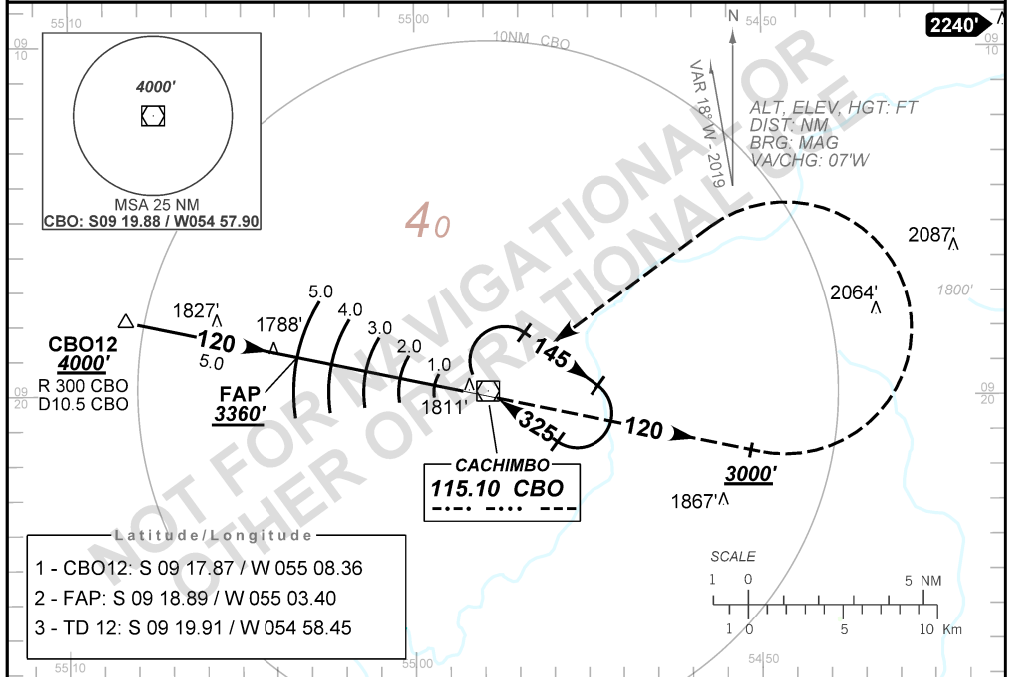 55 10
55 00
54 50
N
2240'
09
10
09
10
10NM CBO
4000'
MSA 25 NM
CBO: S09 19.88 / W054 57.90
VAR 18° W - 2019
ALT, ELEV, HGT: FT
DIST: NM
BRG: MAG
VA/CHG: 07'W
NOT FOR NAVIGATIONAL OR
OTHER OPERATIONAL USE
40
2087'
2064'
1800'
1827'
1788'
5.0
4.0
3.0
2.0
1.0
CBO12
4000'
R 300 CBO
D10.5 CBO
120
5.0
FAP
3360'
1811'
145
325
120
3000'
1867'
09
20
09
20
CACHIMBO
115.10 CBO
Latitude/Longitude
1 - CBO12: S 09 17.87 / W 055 08.36
2 - FAP: S 09 18.89 / W 055 03.40
3 - TD 12: S 09 19.91 / W 054 58.45
SCALE
1 0 5 NM
1 0 5 10 Km
55 10
55 00
54 50